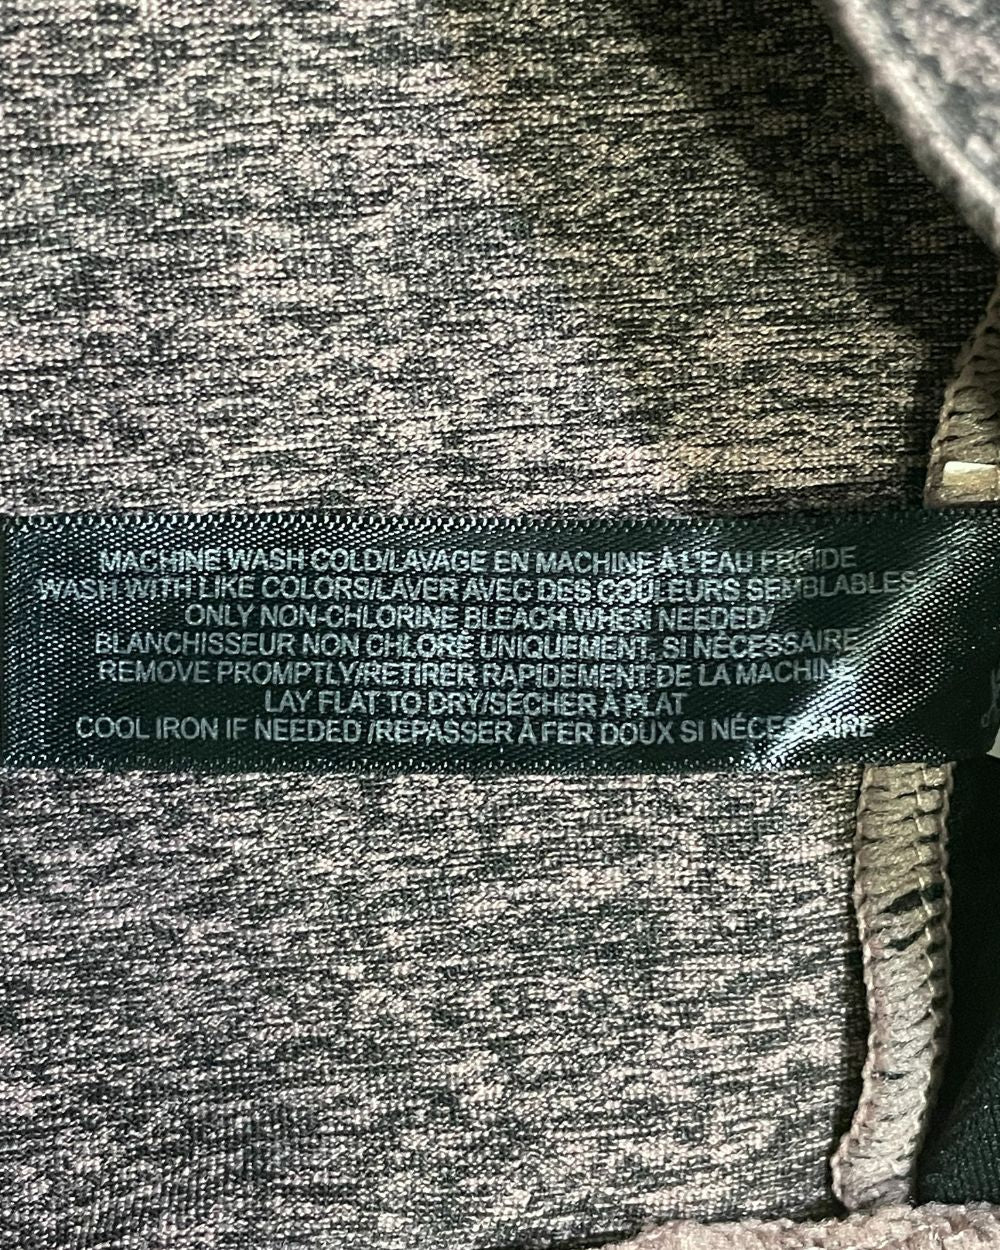 MACHINE WASH COLD/LAVAGE EN MACHINE À L'EAU FROIDE
WASH WITH LIKE COLORS/LAVER AVEC DES COULEURS SEMBLABLES
ONLY NON-CHLORINE BLEACH WHEN NEEDED/
BLANCHISSEUR NON CHLORÉ UNIQUEMENT, SI NÉCESSAIRE
REMOVE PROMPTLY/RETIRER RAPIDEMENT DE LA MACHINE
LAY FLAT TO DRY/SÉCHER À PLAT
COOL IRON IF NEEDED /REPASSER À FER DOUX SI NÉCESSAIRE